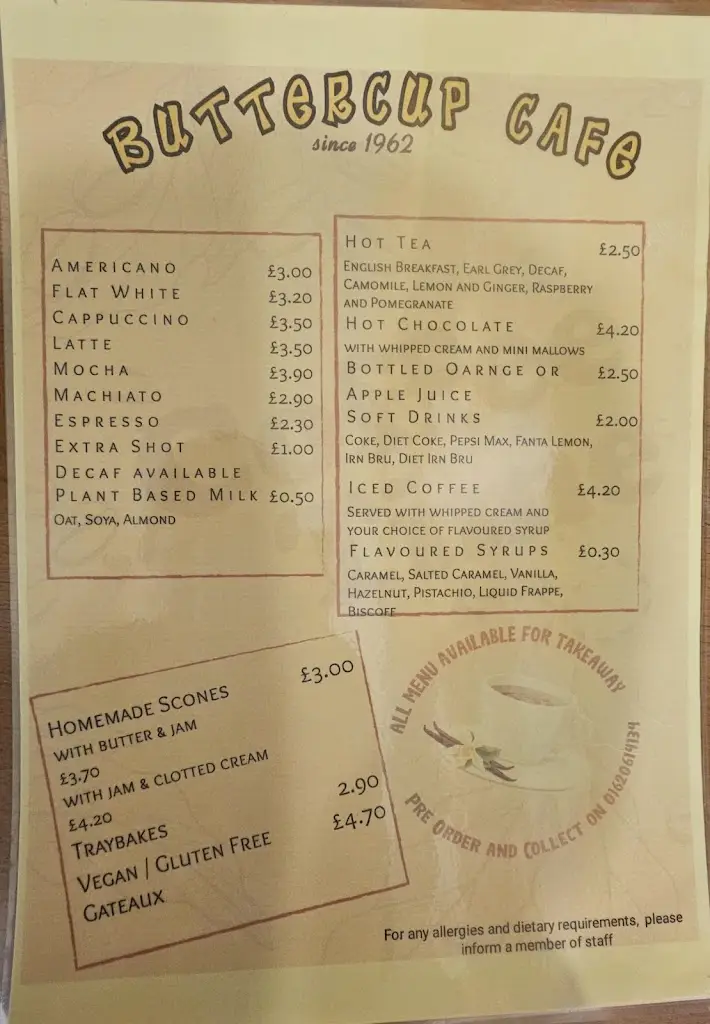 BUTTERCUP CAFE
since 1962
AMERICANO £3.00
FLAT WHITE £3.20
CAPPUCCINO £3.50
LATTE £3.50
MOCHA £3.90
MACHIATO £2.90
ESPRESSO £2.30
EXTRA SHOT £1.00
DECAF AVAILABLE
PLANT BASED MILK £0.50
OAT, SOYA, ALMOND
HOT TEA £2.50
ENGLISH BREAKFAST, EARL GREY, DECAF,
CAMOMILE, LEMON AND GINGER, RASPBERRY
AND POMEGRANATE
HOT CHOCOLATE £4.20
WITH WHIPPED CREAM AND MINI MALLOWS
BOTTLED OARNGE OR £2.50
APPLE JUICE
SOFT DRINKS £2.00
COKE, DIET COKE, PEPSI MAX, FANTA LEMON,
IRN BRU, DIET IRN BRU
ICED COFFEE £4.20
SERVED WITH WHIPPED CREAM AND
YOUR CHOICE OF FLAVOURED SYRUP
FLAVOURED SYRUPS £0.30
CARAMEL, SALTED CARAMEL, VANILLA,
HAZELNUT, PISTACHIO, LIQUID FRAPPE,
BISCOFF
HOMEMADE SCONES £3.00
WITH BUTTER & JAM
£3.70
WITH JAM & CLOTTED CREAM
£4.20
TRAYBAKES 2.90
VEGAN | GLUTEN FREE £4.70
GATEAUX
ALL MENU AVAILABLE FOR TAKEAWAY
PRE ORDER AND COLLECT ON 01620614134
For any allergies and dietary requirements, please
inform a member of staff